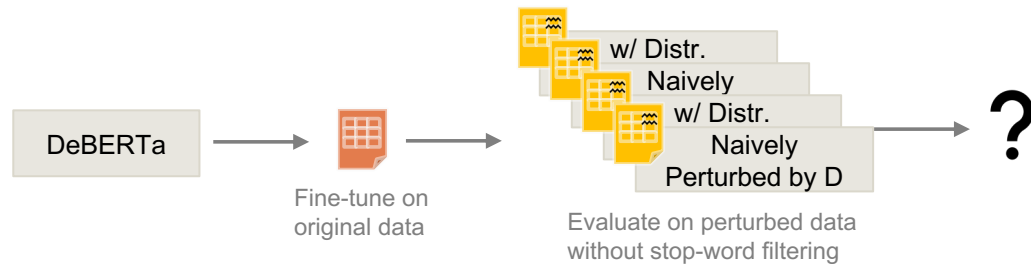 DeBERTa
Fine-tune on
original data
w/ Distr.
Naively
w/ Distr.
Naively
Perturbed by D
Evaluate on perturbed data
without stop-word filtering
?